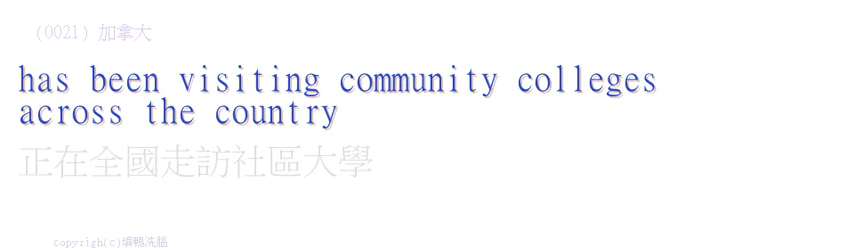 (0021) 加拿大
has been visiting community colleges
across the country
正在全國走訪社區大學
copyrigh(c)填鴨洗腦